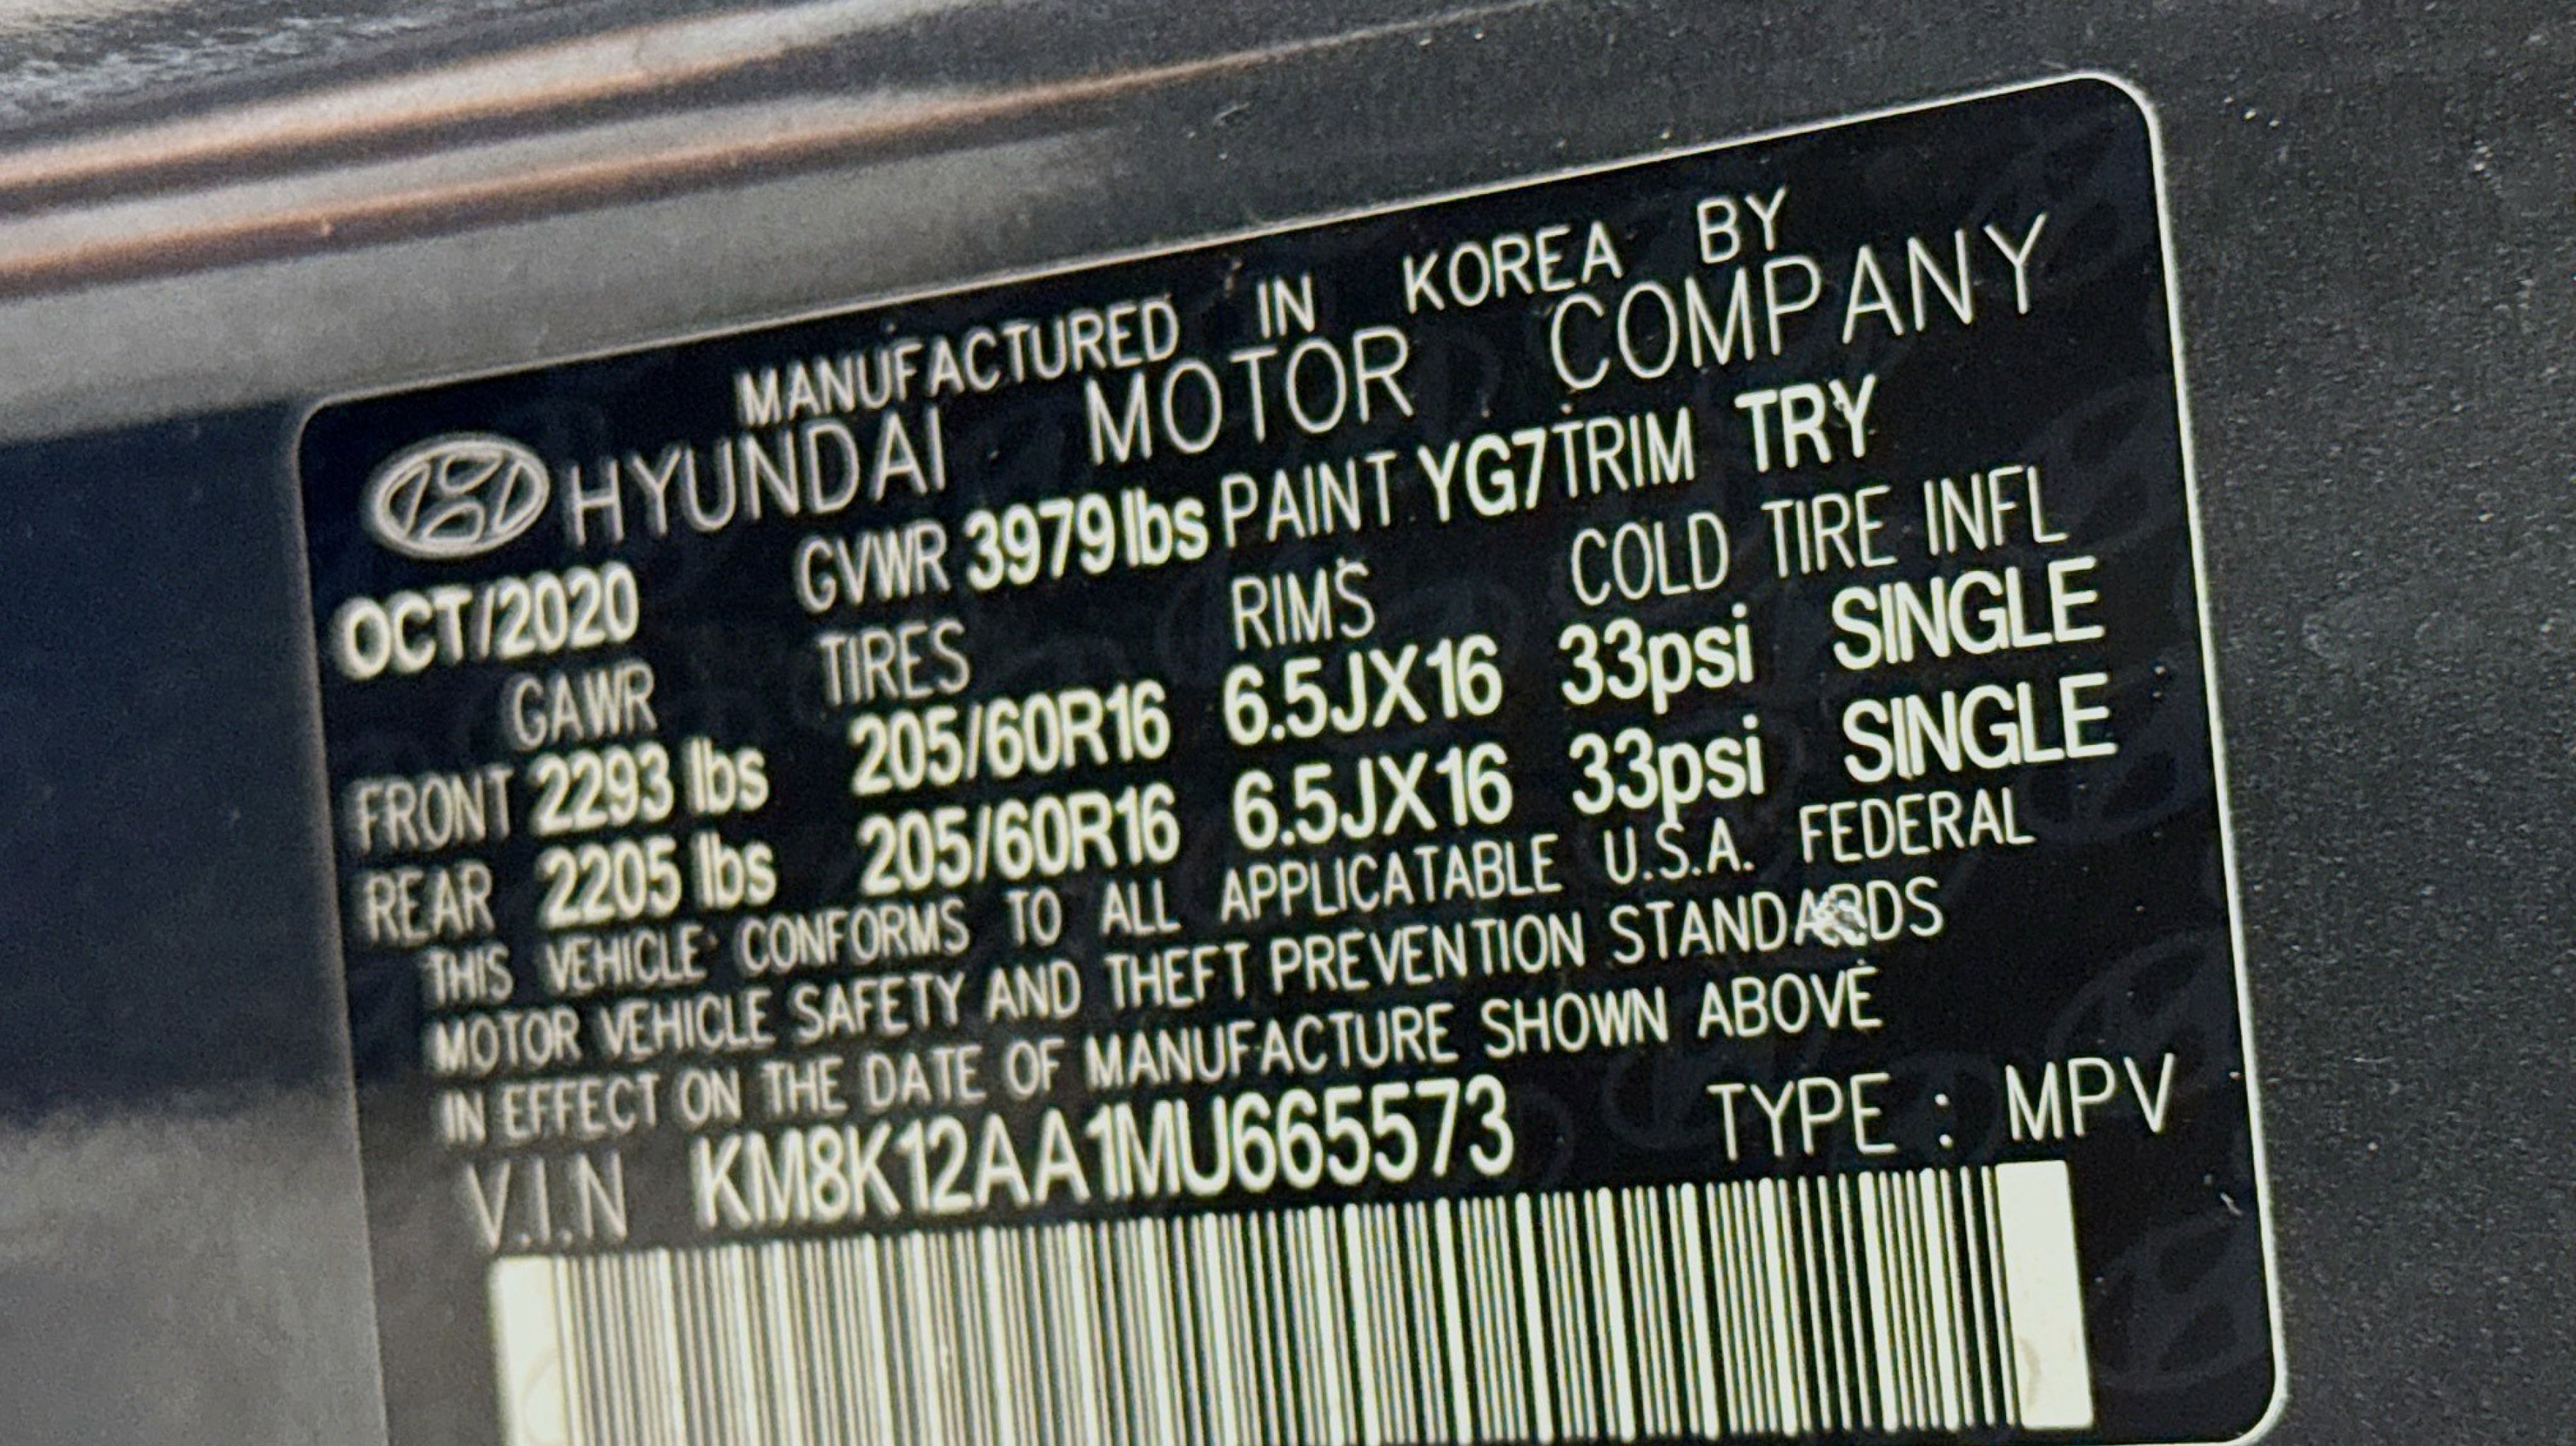 MANUFACTURED IN KOREA BY
HYUNDAI MOTOR COMPANY
OCT/2020 GVWR 3979lbs PAINT YG7 TRIM TRY
GAWR TIRES RIMS COLD TIRE INFL
FRONT 2293 lbs 205/60R16 6.5JX16 33psi SINGLE
REAR 2205 lbs 205/60R16 6.5JX16 33psi SINGLE
THIS VEHICLE CONFORMS TO ALL APPLICATABLE U.S.A. FEDERAL
MOTOR VEHICLE SAFETY AND THEFT PREVENTION STANDARDS
IN EFFECT ON THE DATE OF MANUFACTURE SHOWN ABOVE
V.I.N KM8K12AA1MU665573 TYPE : MPV